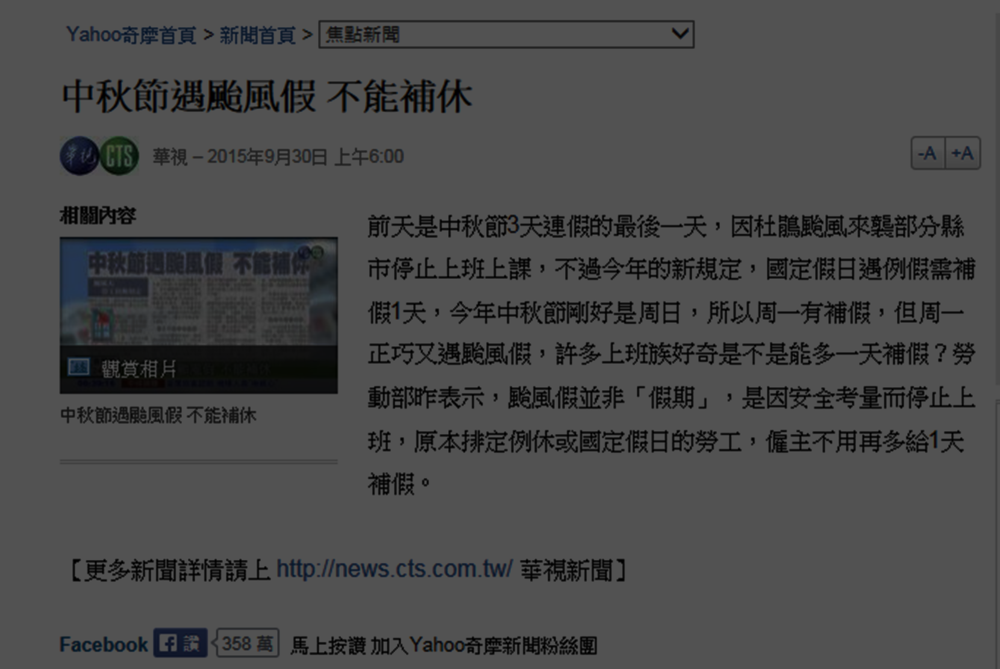 Yahoo奇摩首頁 > 新聞首頁 > 焦點新聞
中秋節遇颱風假 不能補休
華視 CTS 華視 – 2015年9月30日 上午6:00
-A +A
相關內容
中秋節遇颱風假 不能補休
觀賞相片
中秋節遇颱風假 不能補休
前天是中秋節3天連假的最後一天，因杜鵑颱風來襲部分縣
市停止上班上課，不過今年的新規定，國定假日遇例假需補
假1天，今年中秋節剛好是周日，所以周一有補假，但周一
正巧又遇颱風假，許多上班族好奇是不是能多一天補假？勞
動部昨表示，颱風假並非「假期」，是因安全考量而停止上
班，原本排定例休或國定假日的勞工，僱主不用再多給1天
補假。
【更多新聞詳情請上 http://news.cts.com.tw/ 華視新聞】
Facebook 讚 358 萬 馬上按讚 加入Yahoo奇摩新聞粉絲團